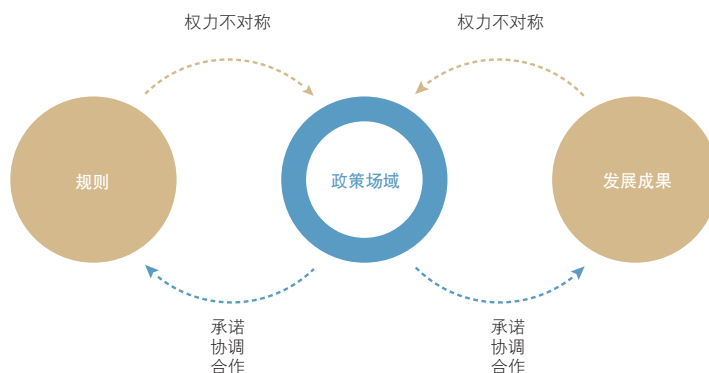 权力不对称
权力不对称
规则
政策场域
发展成果
承诺
协调
合作
承诺
协调
合作